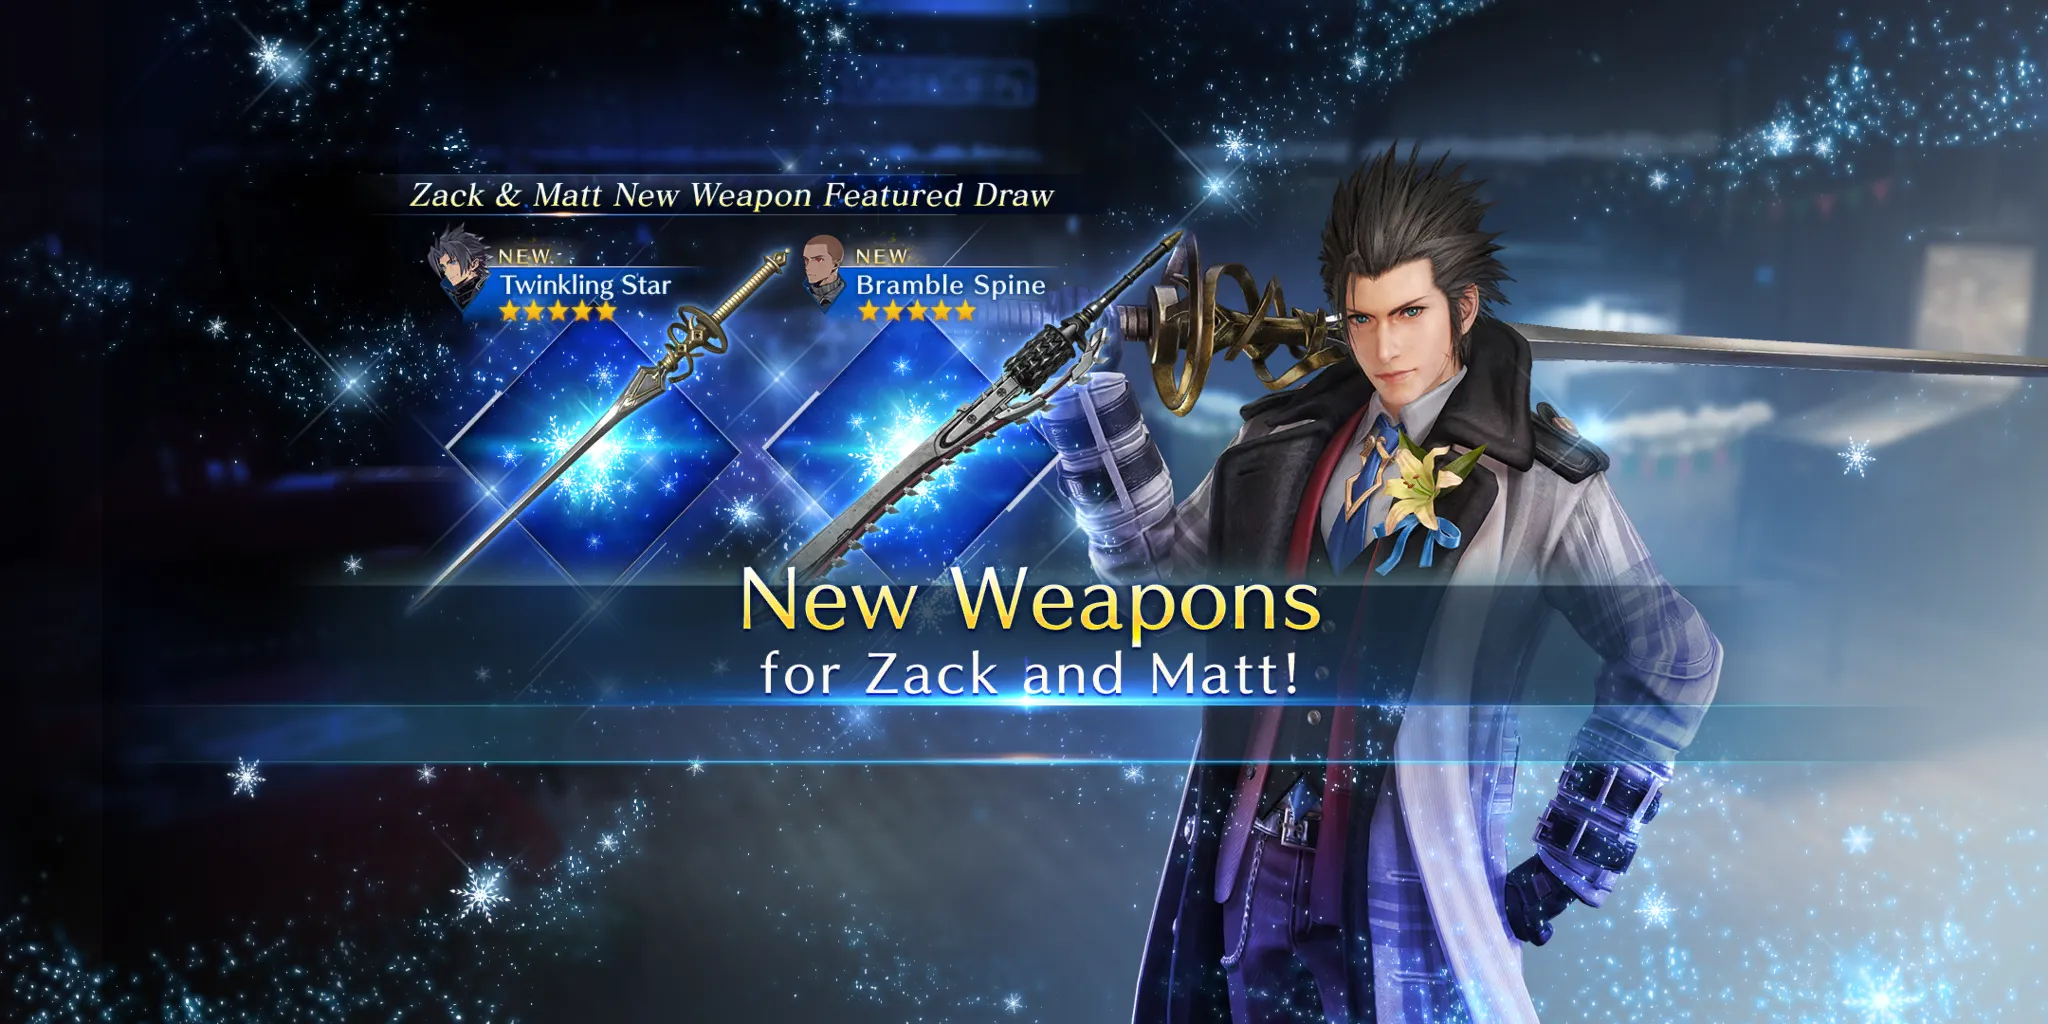 Zack & Matt New Weapon Featured Draw
NEW
Twinkling Star
NEW
Bramble Spine
New Weapons
for Zack and Matt!